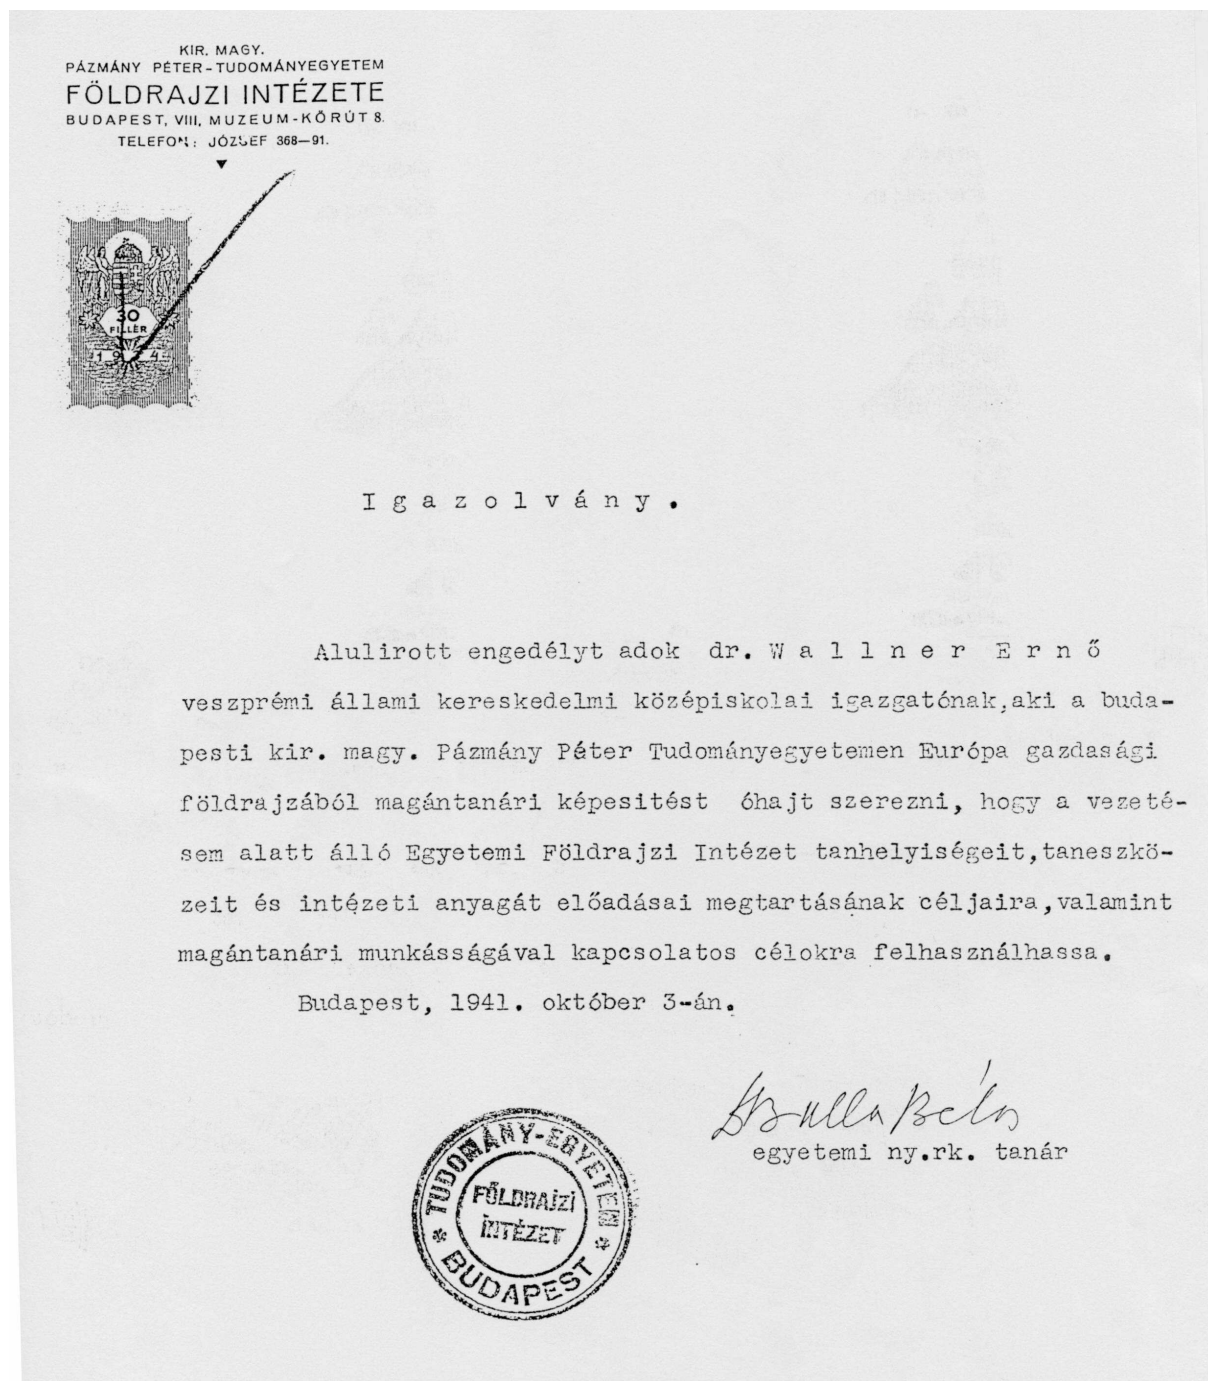 KIR. MAGY.
PÁZMÁNY PÉTER-TUDOMÁNYEGYETEM
FÖLDRAJZI INTÉZETE
BUDAPEST, VIII, MUZEUM-KÖRÚT 8.
TELEFON: JÓZSEF 368—91.
30
FILLÉR
Igazolvány.
Alulirott engedélyt adok dr. Wallner Ernő
veszprémi állami kereskedelmi középiskolai igazgatónak,aki a buda-
pesti kir. magy. Pázmány Péter Tudományegyetemen Európa gazdasági
földrajzából magántanári képesitést óhajt szerezni, hogy a vezeté-
sem alatt álló Egyetemi Földrajzi Intézet tanhelyiségeit,taneszkö-
zeit és intézeti anyagát előadásai megtartásának céljaira,valamint
magántanári munkásságával kapcsolatos célokra felhasználhassa.
Budapest, 1941. október 3-án.
Bulla Béla
egyetemi ny.rk. tanár
TUDOMÁNY-EGYETEM
FÖLDRAJZI
INTÉZET
BUDAPEST